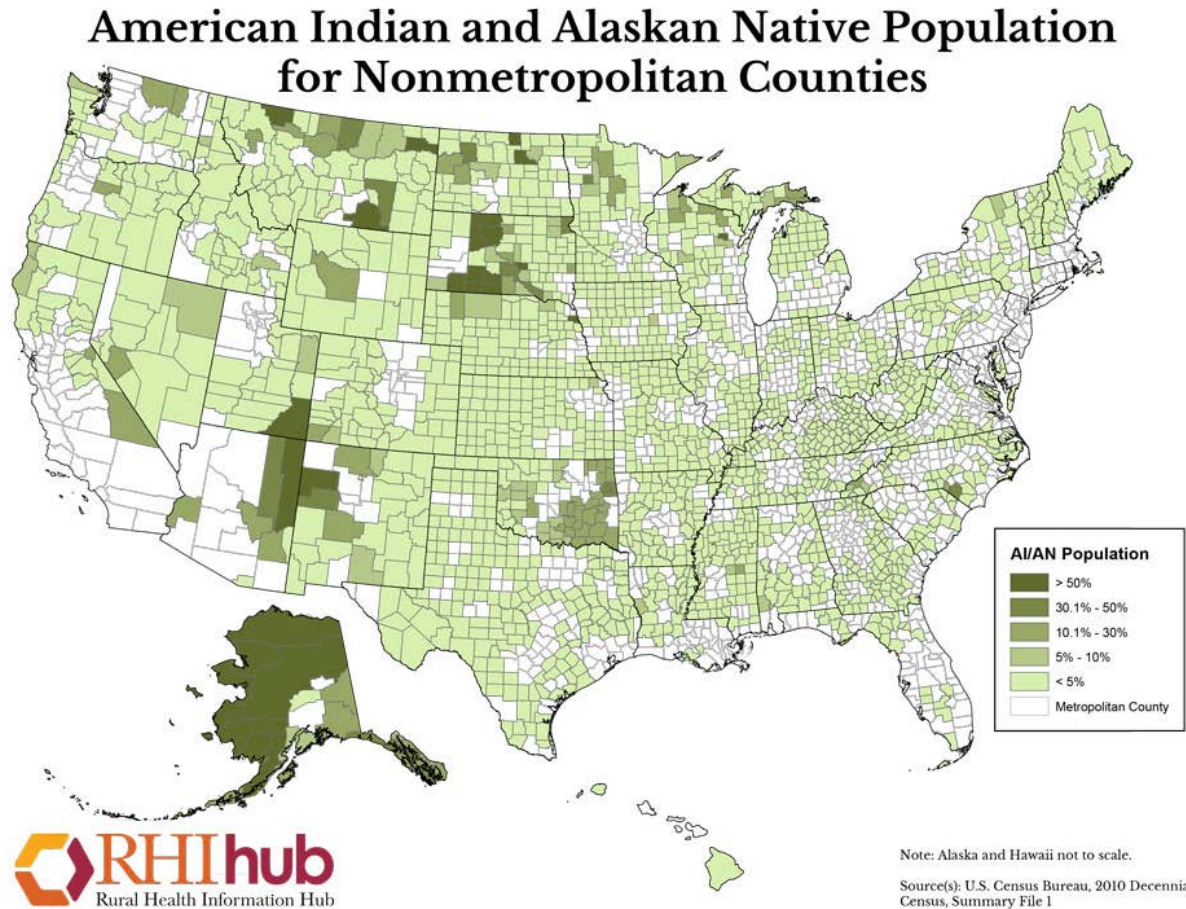 American Indian and Alaskan Native Population
for Nonmetropolitan Counties
AI/AN Population
> 50%
30.1% - 50%
10.1% - 30%
5% - 10%
< 5%
Metropolitan County
RHIhub
Rural Health Information Hub
Note: Alaska and Hawaii not to scale.
Source(s): U.S. Census Bureau, 2010 Decennia
Census, Summary File 1